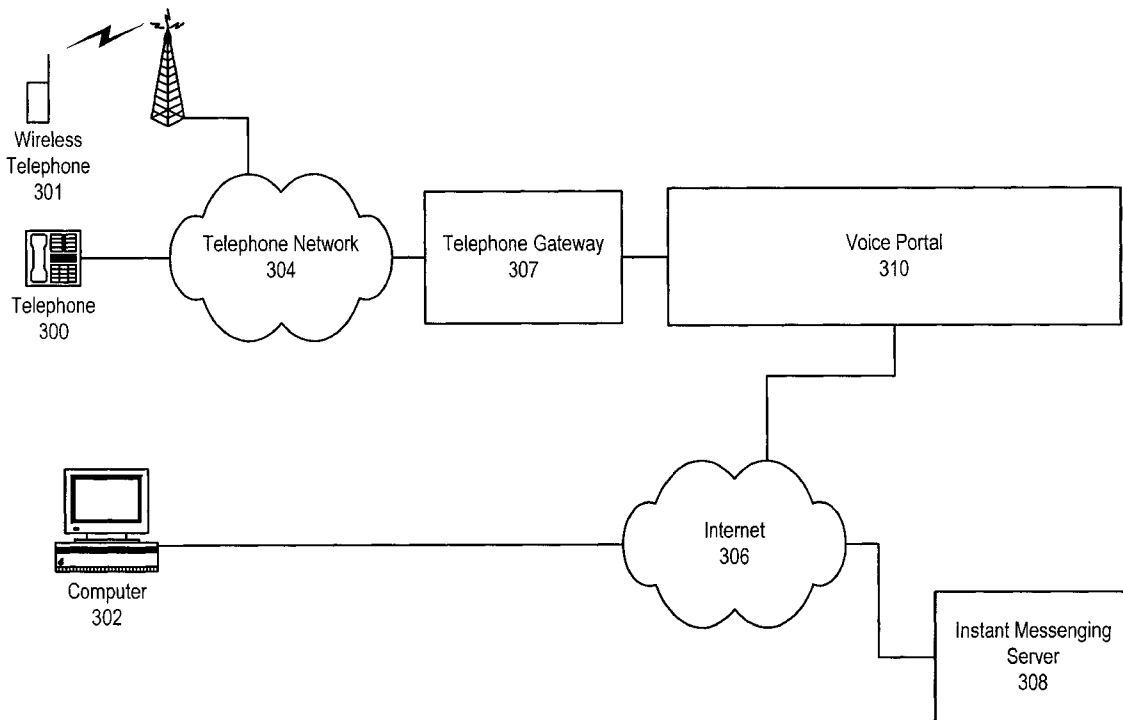 Wireless
Telephone
301
Telephone Network
304
Telephone Gateway
307
Voice Portal
310
Telephone
300
Internet
306
Computer
302
Instant Messenging
Server
308